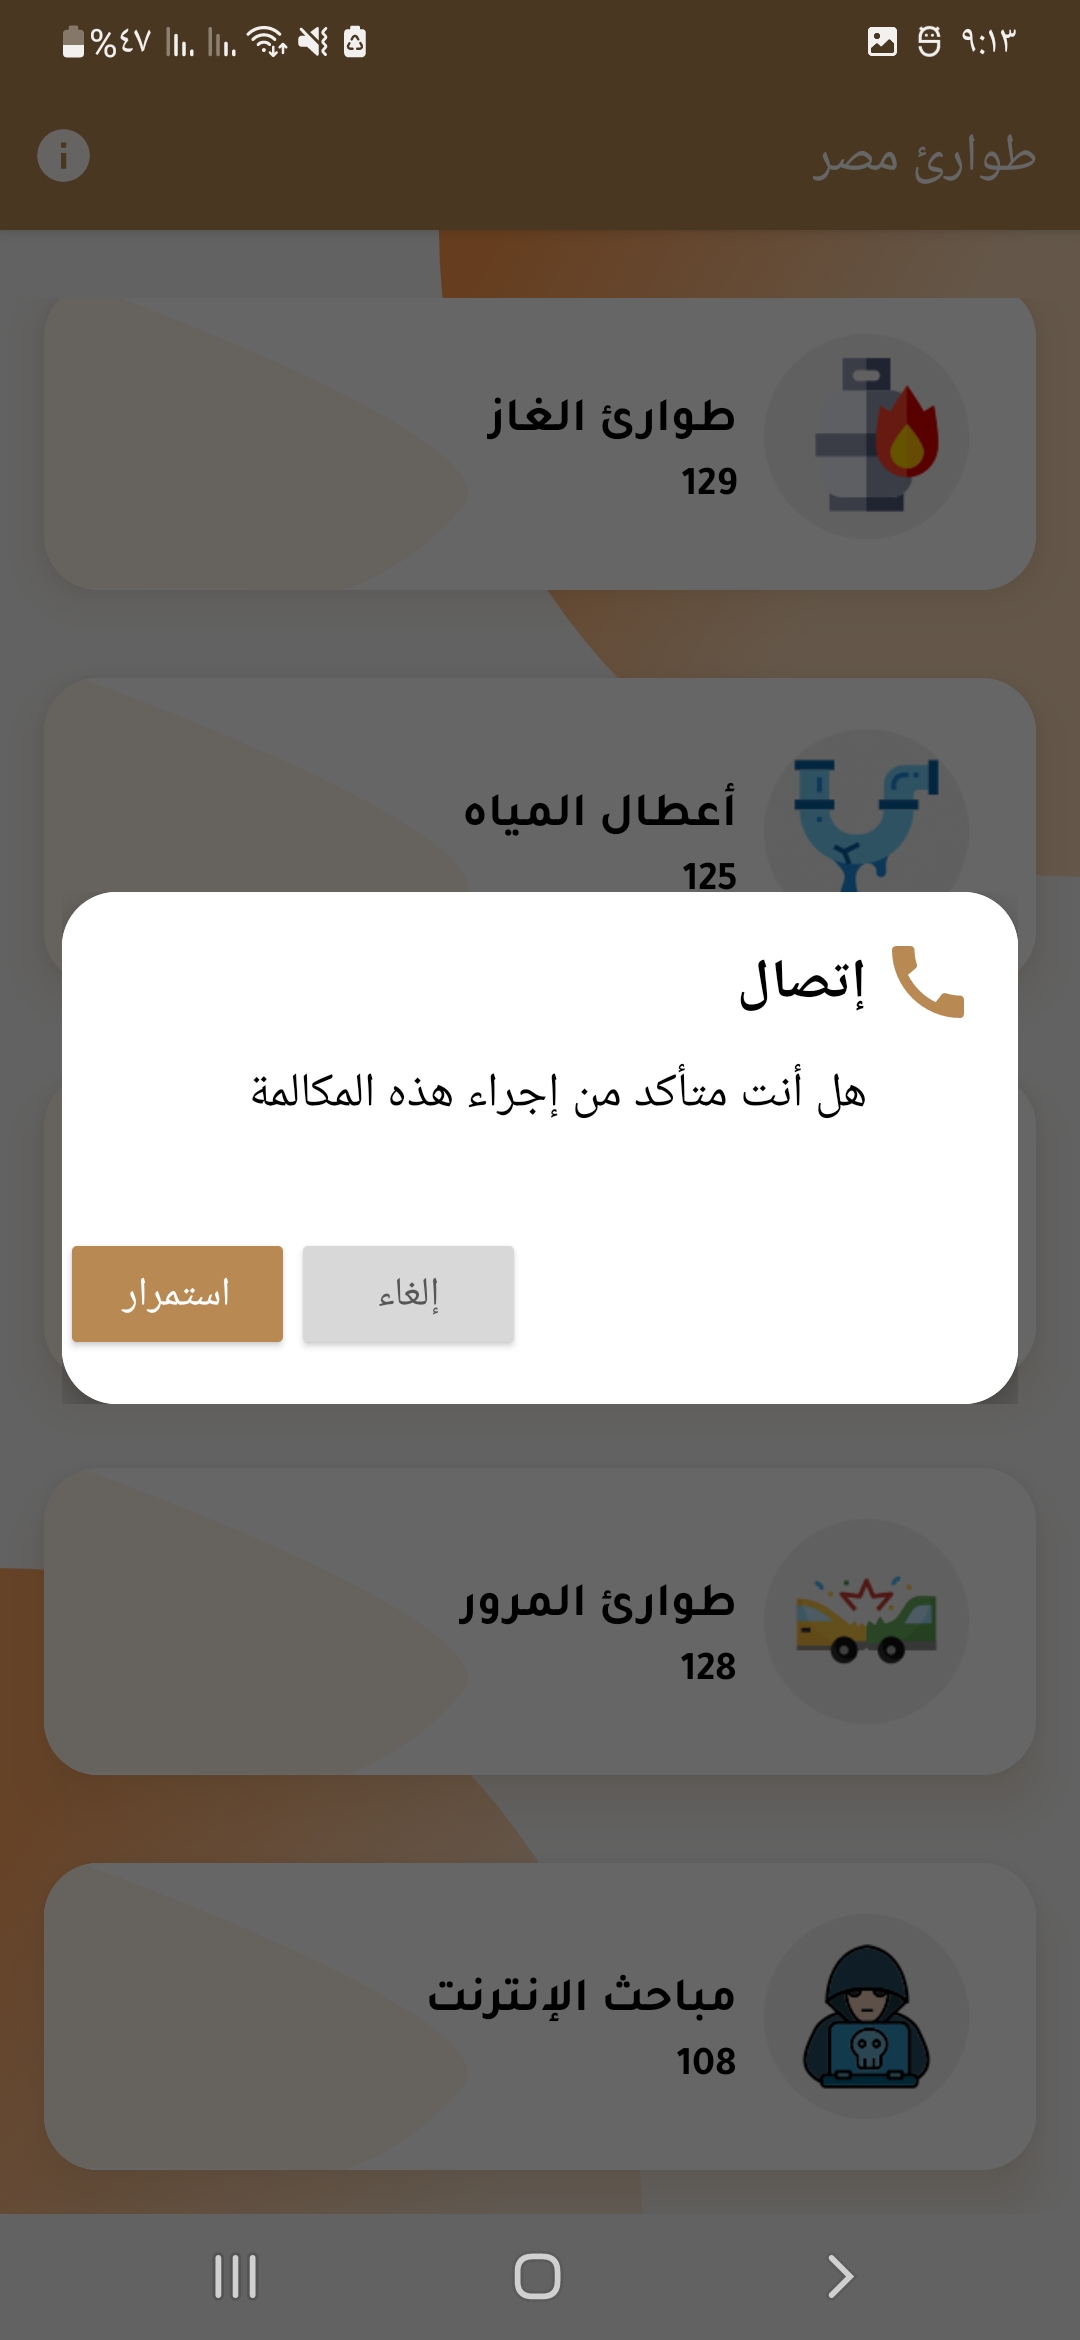 ٩:١٣
%٤٧
طوارئ مصر
طوارئ الغاز
129
أعطال المياه
125
إتصال
هل أنت متأكد من إجراء هذه المكالمة
إلغاء
استمرار
طوارئ المرور
128
مباحث الإنترنت
108